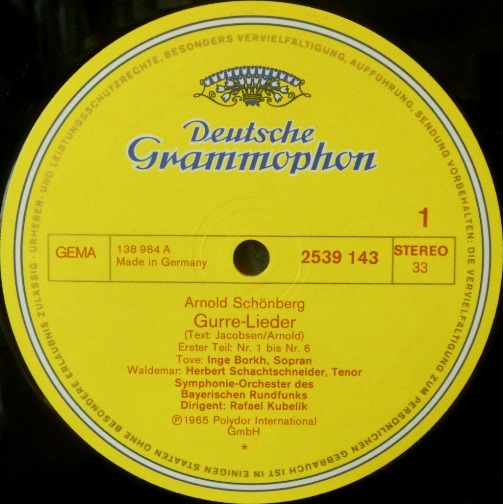 URHEBER- UND LEISTUNGSSCHUTZRECHTE, BESONDERS VERVIELFÄLTIGUNG, AUFFÜHRUNG, SENDUNG VORBEHALTEN; DIE VERVIELFÄLTIGUNG ZUM PERSÖNLICHEN GEBRAUCH IST IN EINIGEN STAATEN OHNE BESONDERE ERLAUBNIS ZULÄSSIG ·
Deutsche
Grammophon
1
GEMA
138 984 A
Made in Germany
2539 143
STEREO
33
Arnold Schönberg
Gurre-Lieder
(Text: Jacobsen/Arnold)
Erster Teil: Nr. 1 bis Nr. 6
Tove: Inge Borkh, Sopran
Waldemar: Herbert Schachtschneider, Tenor
Symphonie-Orchester des
Bayerischen Rundfunks
Dirigent: Rafael Kubelik
℗1965 Polydor International
GmbH
*